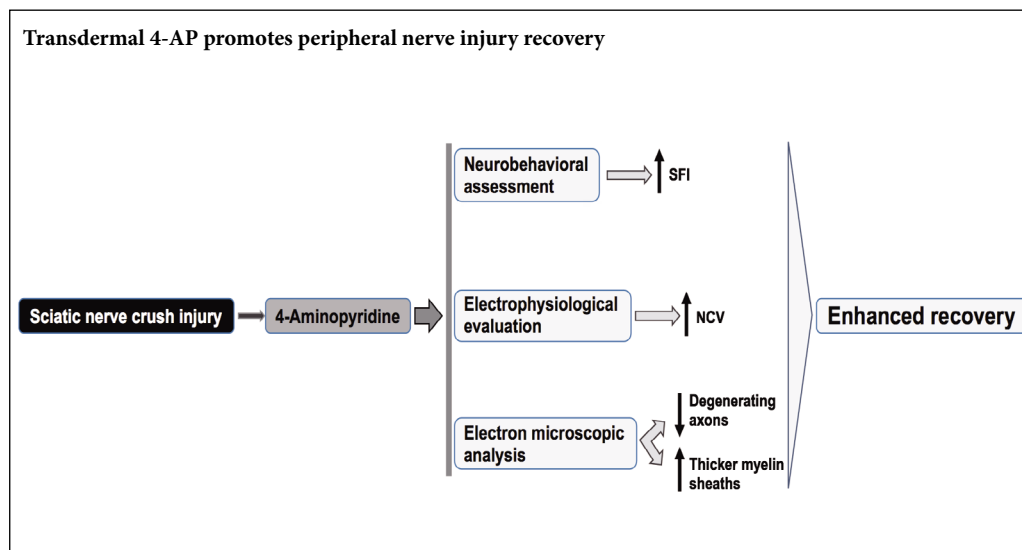 Transdermal 4-AP promotes peripheral nerve injury recovery
Sciatic nerve crush injury
4-Aminopyridine
Neurobehavioral
assessment
SFI
Electrophysiological
evaluation
NCV
Electron microscopic
analysis
Degenerating
axons
Thicker myelin
sheaths
Enhanced recovery